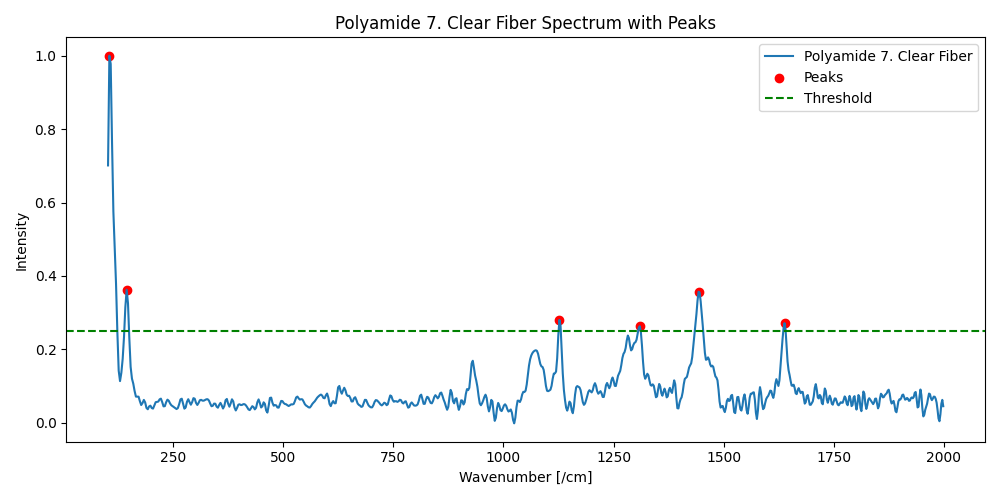 Polyamide 7. Clear Fiber Spectrum with Peaks
Polyamide 7. Clear Fiber
Peaks
Threshold
1.0
0.8
0.6
0.4
0.2
0.0
Intensity
250 500 750 1000 1250 1500 1750 2000
Wavenumber [/cm]